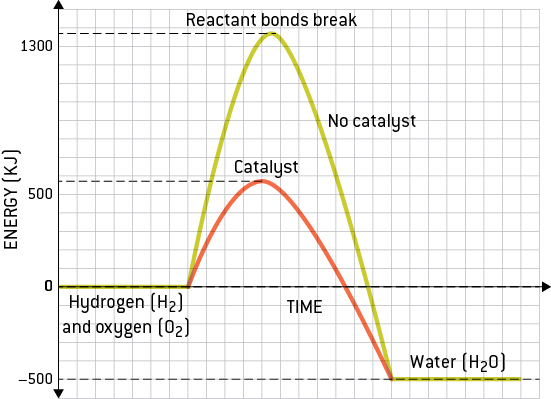 Reactant bonds break
1300
No catalyst
Catalyst
ENERGY (KJ)
500
0
Hydrogen (H₂)
and oxygen (O₂)
TIME
Water (H₂O)
–500